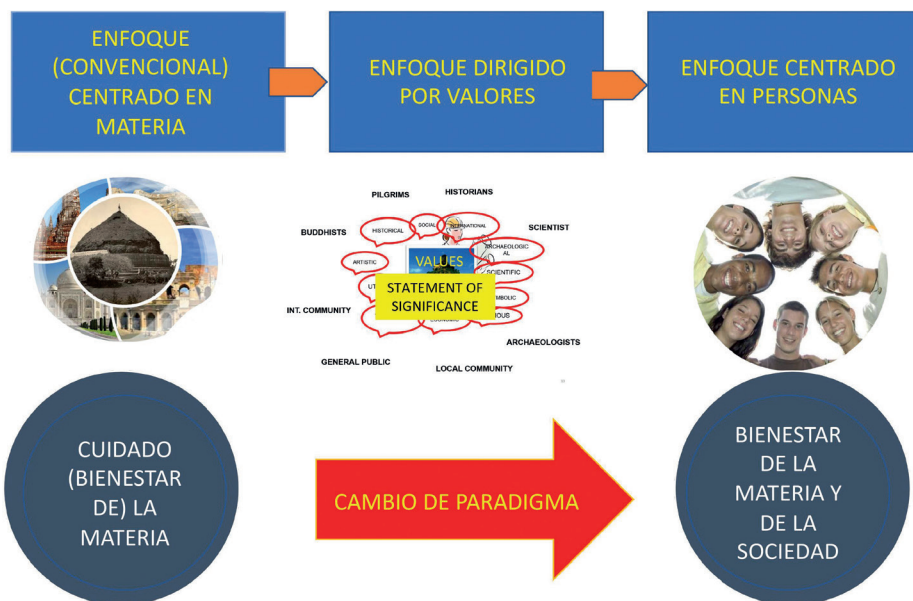 ENFOQUE
(CONVENCIONAL)
CENTRADO EN
MATERIA
ENFOQUE DIRIGIDO
POR VALORES
ENFOQUE CENTRADO
EN PERSONAS
PILGRIMS
HISTORIANS
BUDDHISTS
HISTORICAL
SOCIAL
INTERNATIONAL
SCIENTIST
ARCHAEOLOGIC
AL
ARTISTIC
VALUES
SCIENTIFIC
STATEMENT OF
SIGNIFICANCE
INT. COMMUNITY
ARCHAEOLOGISTS
GENERAL PUBLIC
LOCAL COMMUNITY
CUIDADO
(BIENESTAR
DE) LA
MATERIA
CAMBIO DE PARADIGMA
BIENESTAR
DE LA
MATERIA Y
DE LA
SOCIEDAD